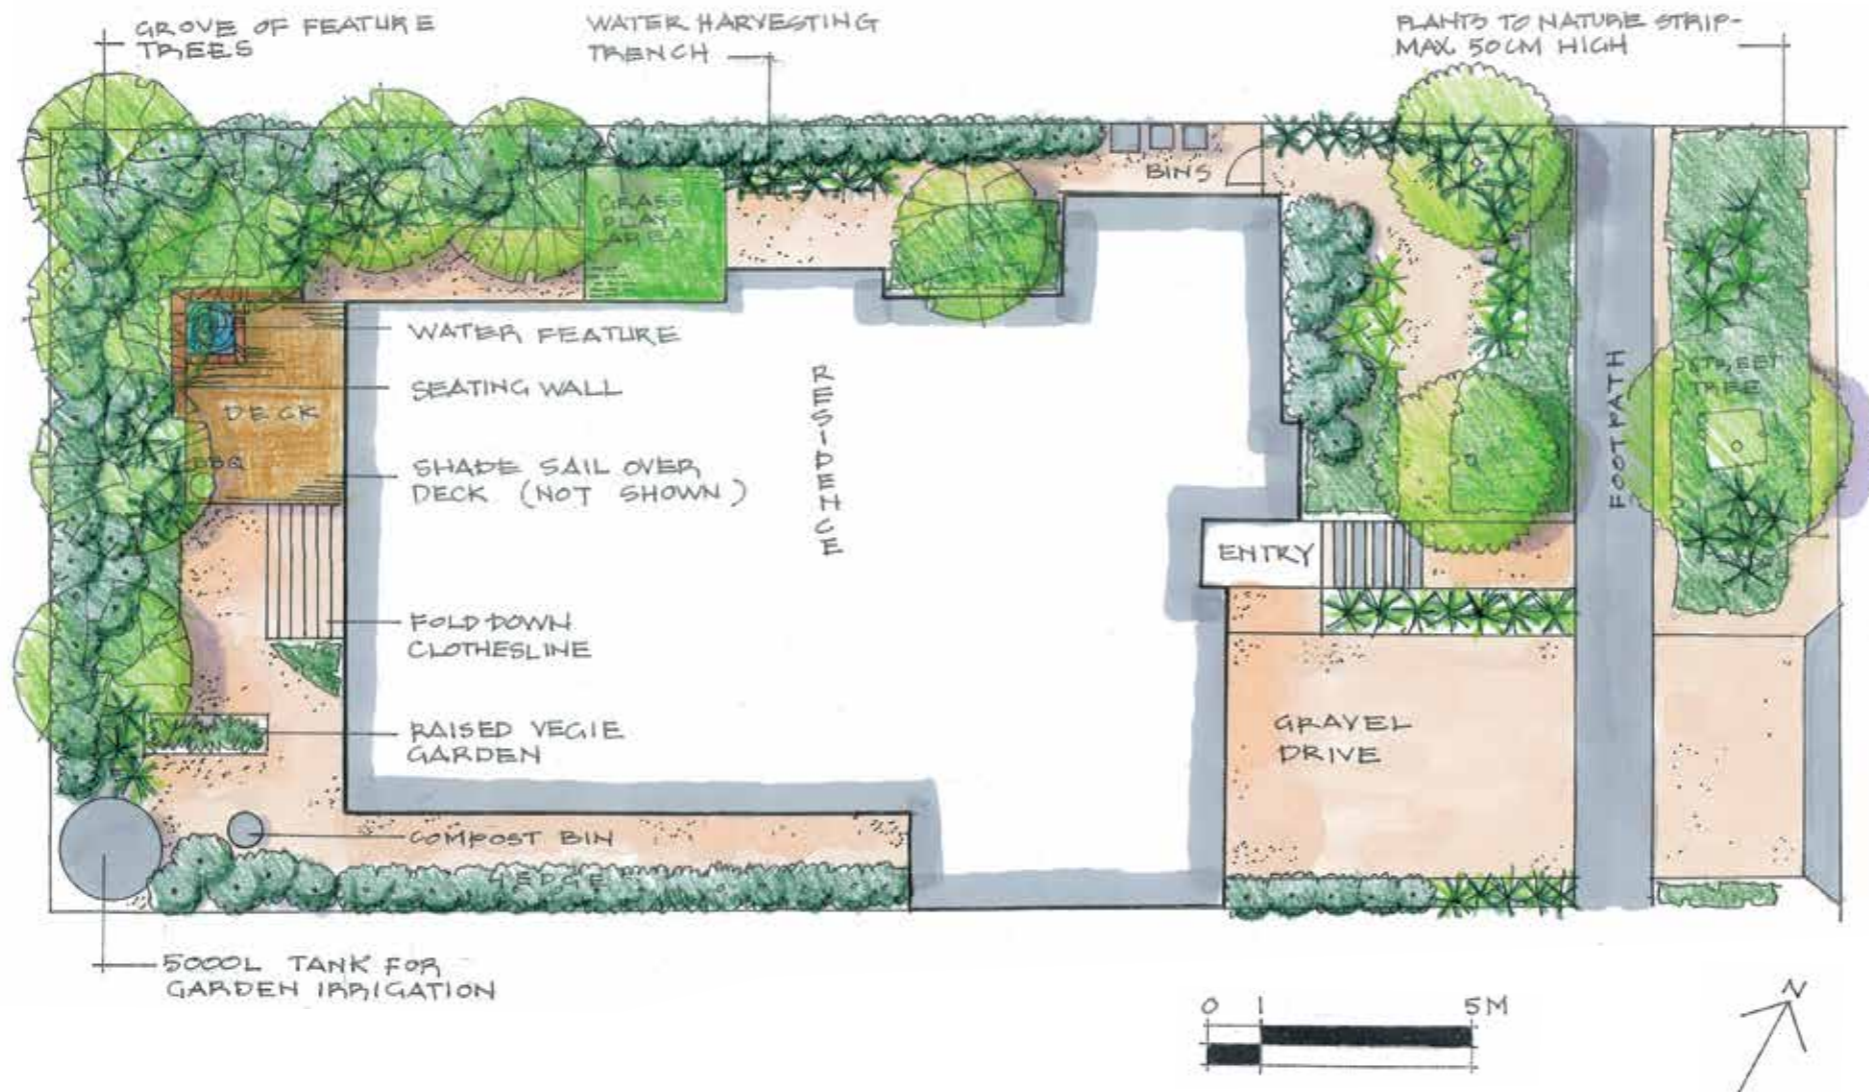 GROVE OF FEATURE
TREES
WATER HARVESTING
TRENCH
PLANTS TO NATURE STRIP-
MAX. 50CM HIGH
BINS
GRASS
PLAY
AREA
WATER FEATURE
SEATING WALL
DECK
BBQ
SHADE SAIL OVER
DECK (NOT SHOWN)
RESIDENCE
STREET
TREE
FOOTPATH
ENTRY
FOLD DOWN
CLOTHESLINE
RAISED VEGIE
GARDEN
GRAVEL
DRIVE
COMPOST BIN
HEDGE
5000L TANK FOR
GARDEN IRRIGATION
0 1 5M
N